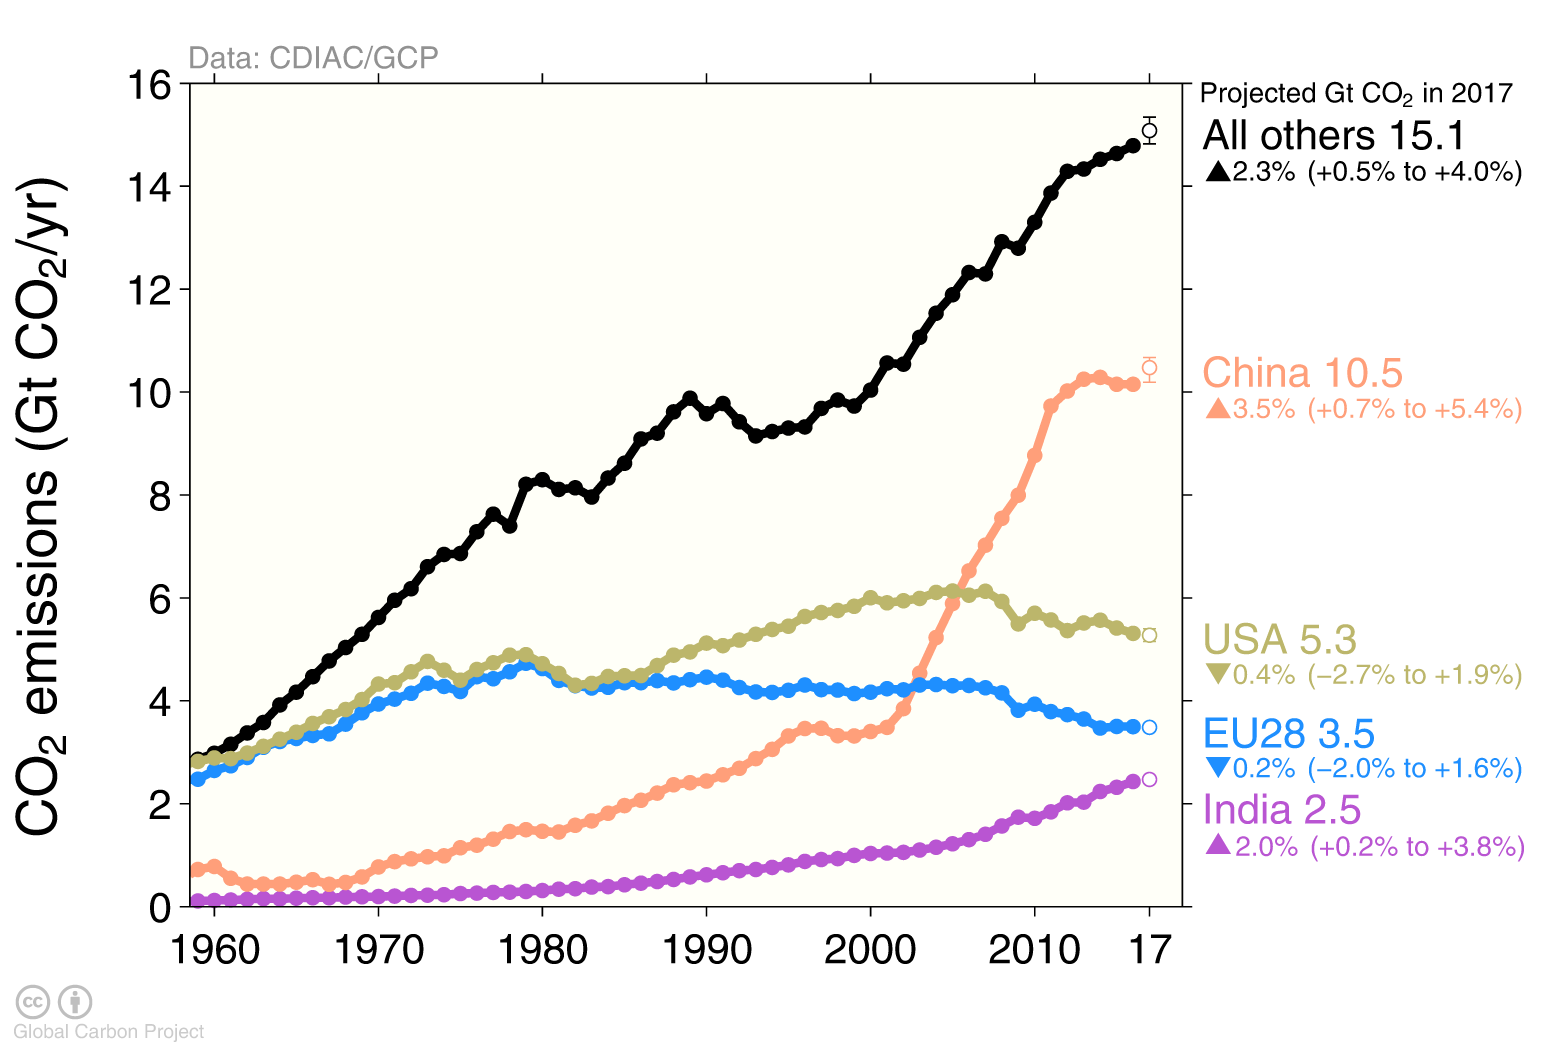 Data: CDIAC/GCP
CO₂ emissions (Gt CO₂/yr)
16
14
12
10
8
6
4
2
0
1960 1970 1980 1990 2000 2010 17
Projected Gt CO₂ in 2017
All others 15.1
▲2.3% (+0.5% to +4.0%)
China 10.5
▲3.5% (+0.7% to +5.4%)
USA 5.3
▼0.4% (−2.7% to +1.9%)
EU28 3.5
▼0.2% (−2.0% to +1.6%)
India 2.5
▲2.0% (+0.2% to +3.8%)
cc
Global Carbon Project